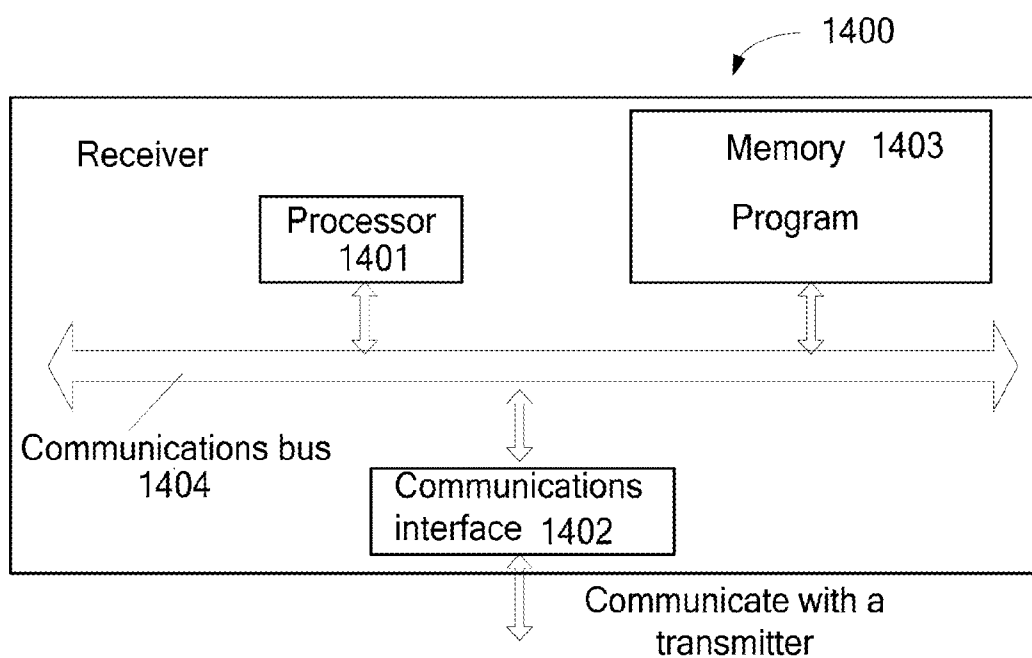 1400
Receiver
Memory 1403
Program
Processor
1401
Communications bus
1404
Communications
interface 1402
Communicate with a
transmitter